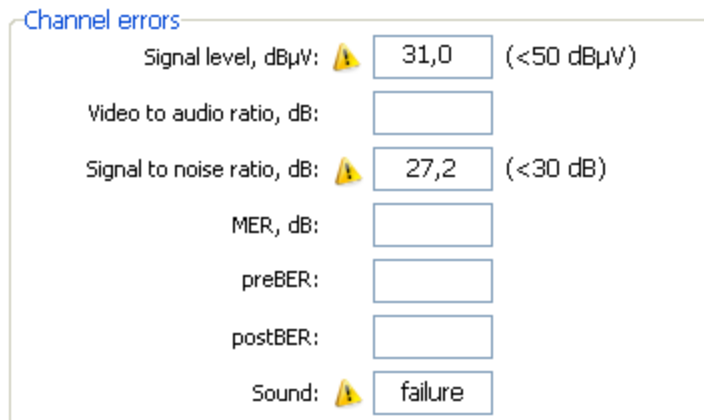 Channel errors
Signal level, dBµV: 31,0 (<50 dBµV)
Video to audio ratio, dB:
Signal to noise ratio, dB: 27,2 (<30 dB)
MER, dB:
preBER:
postBER:
Sound: failure